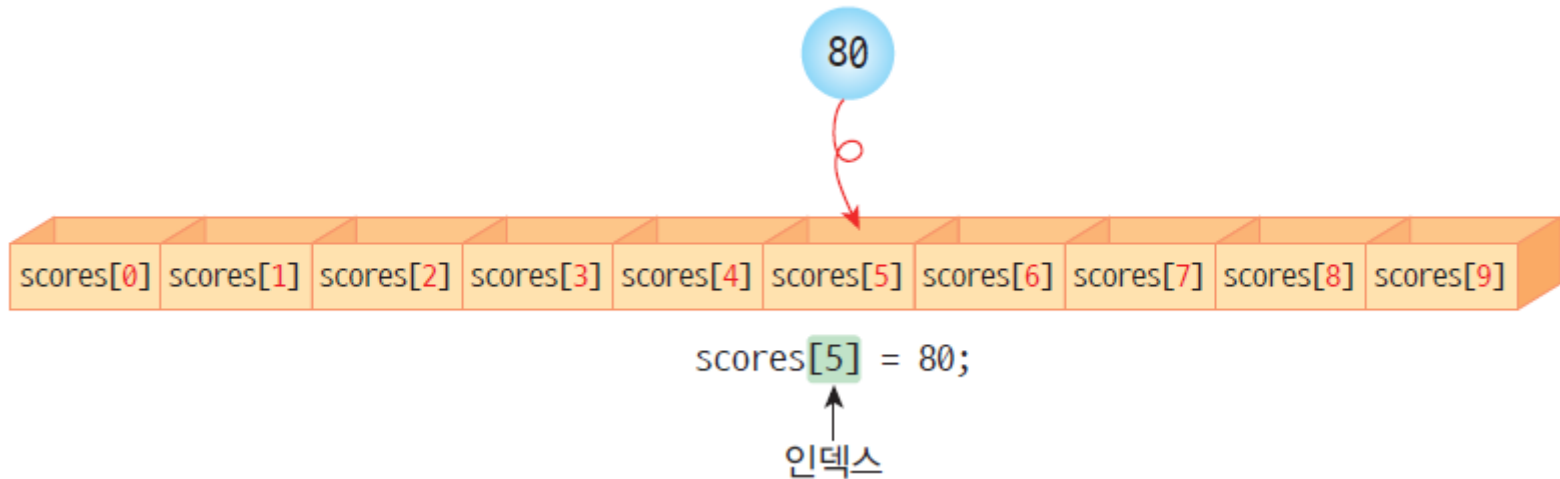 80
scores[0] scores[1] scores[2] scores[3] scores[4] scores[5] scores[6] scores[7] scores[8] scores[9]
scores[5] = 80;
인덱스